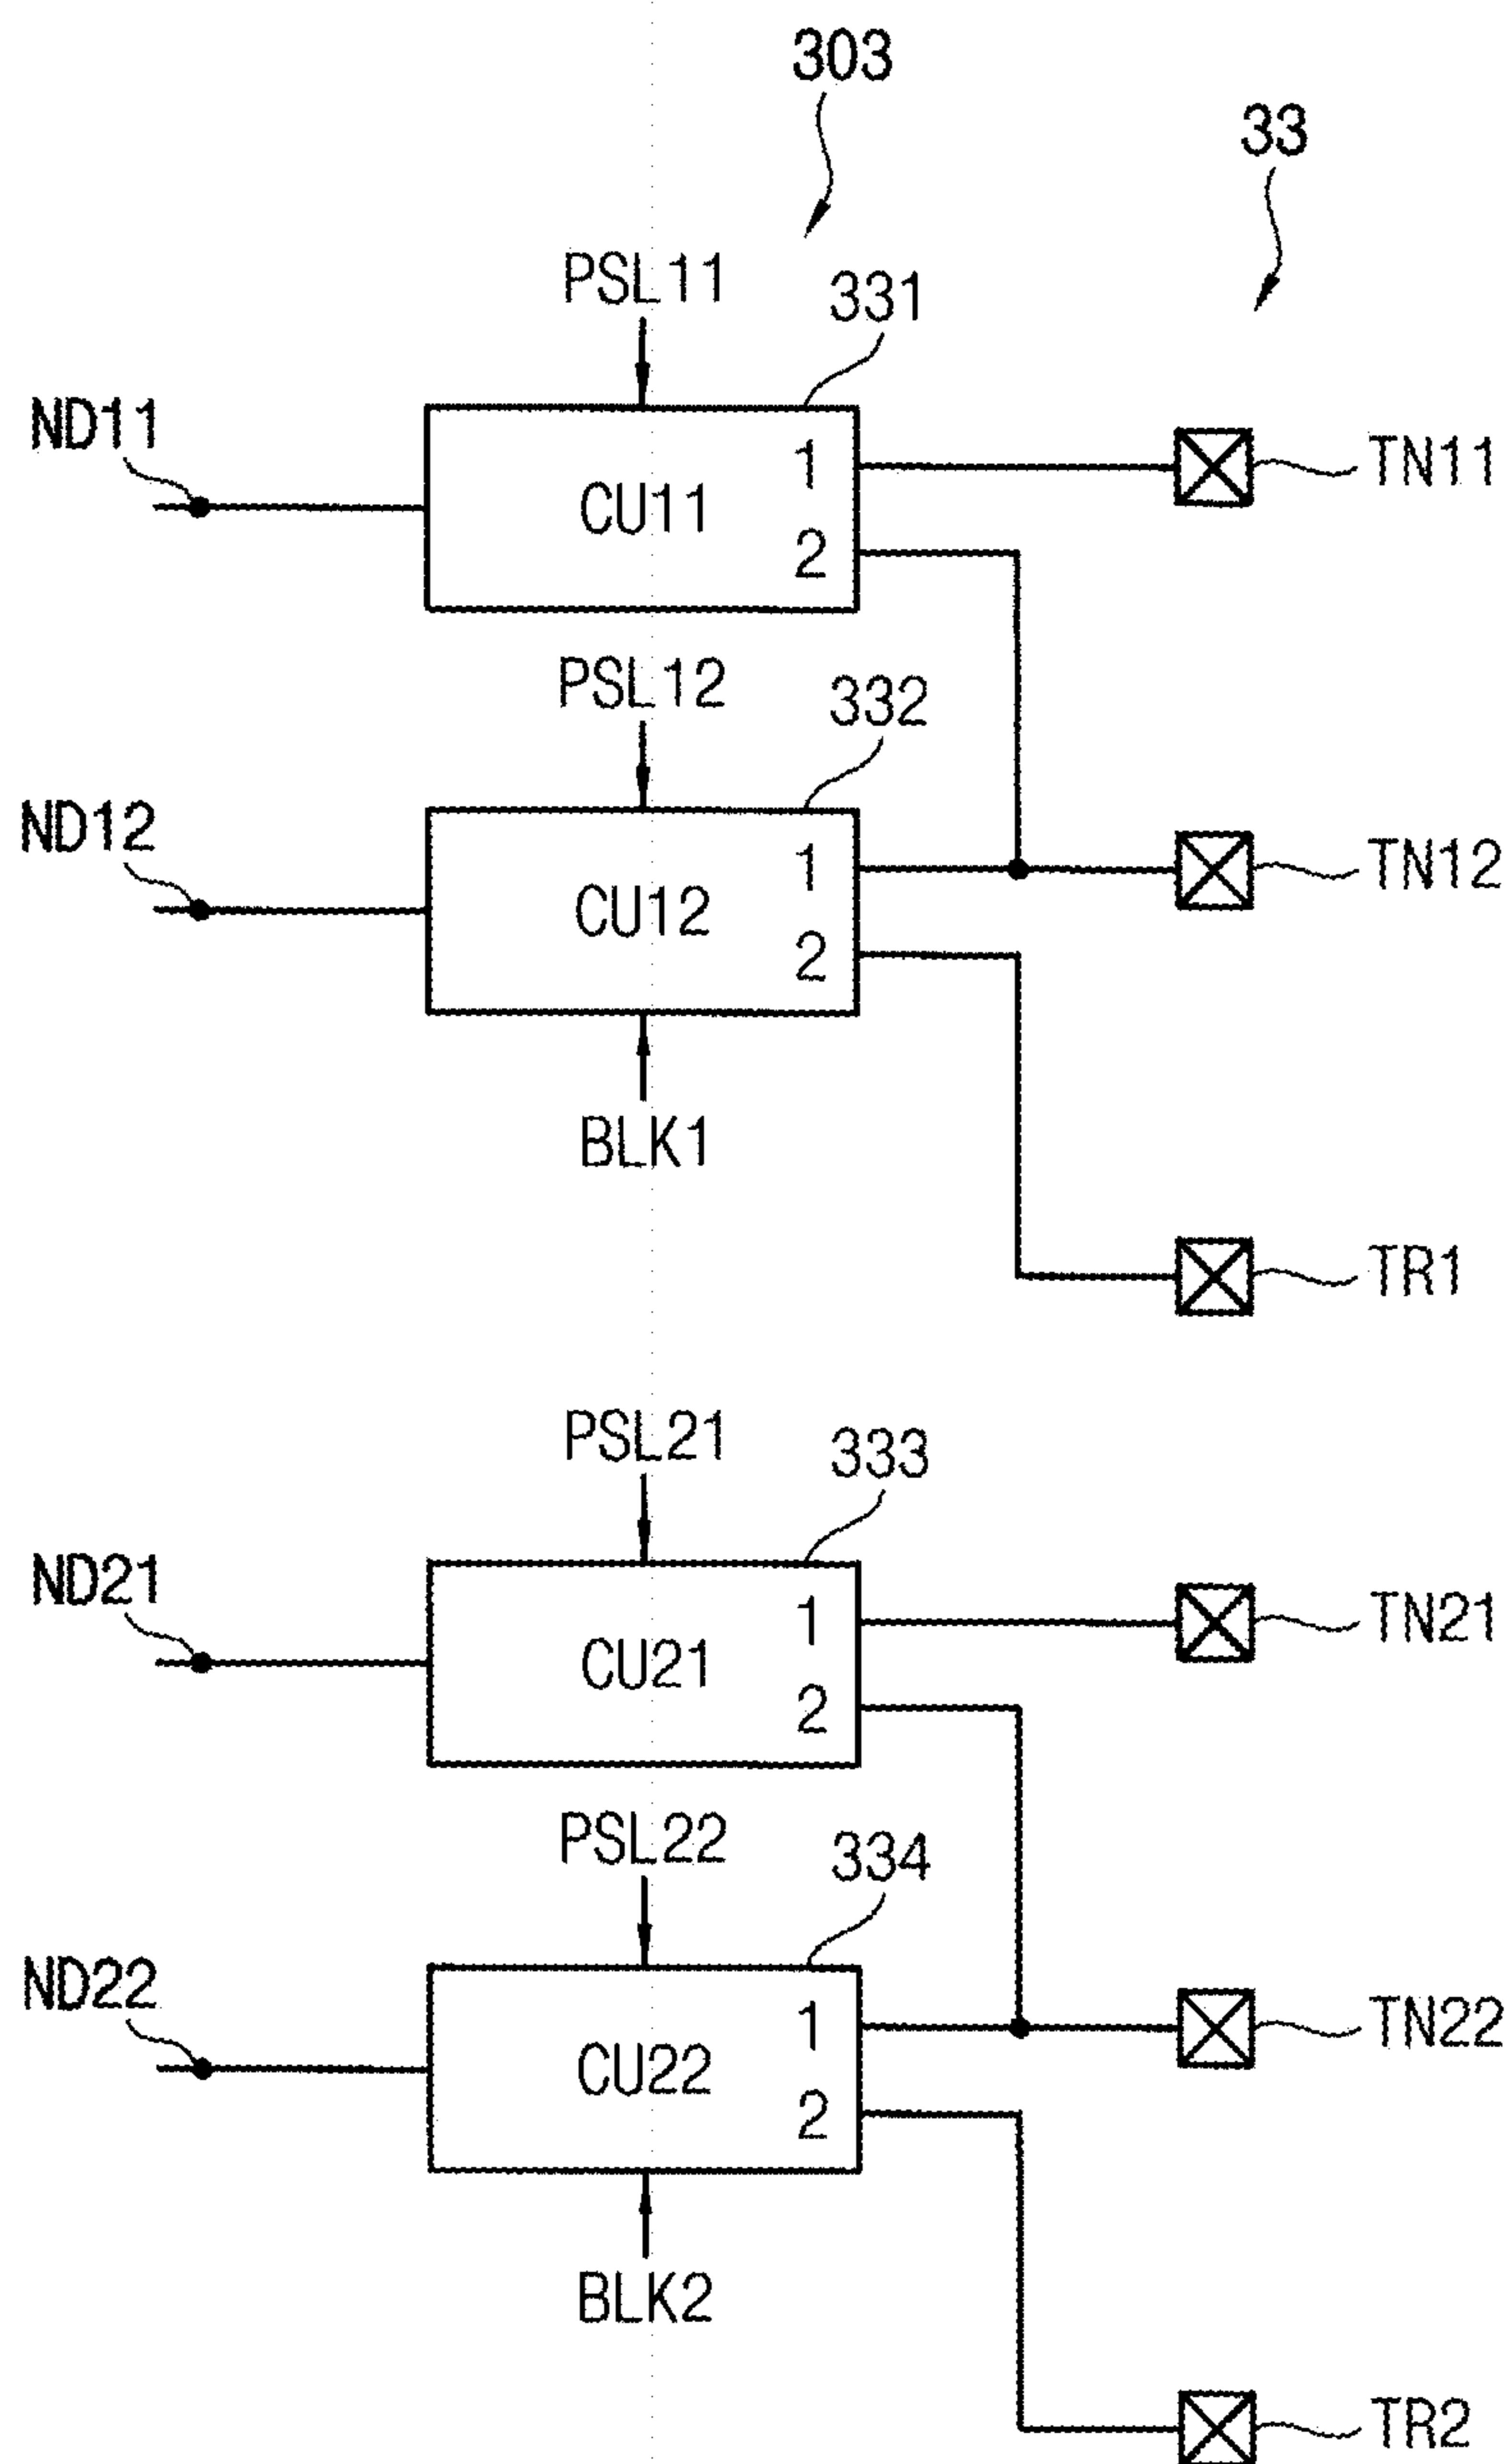 303
33
PSL11
331
ND11
CU11
1
2
TN11
PSL12
332
ND12
CU12
1
2
TN12
BLK1
TR1
PSL21
333
ND21
CU21
1
2
TN21
PSL22
334
ND22
CU22
1
2
TN22
BLK2
TR2